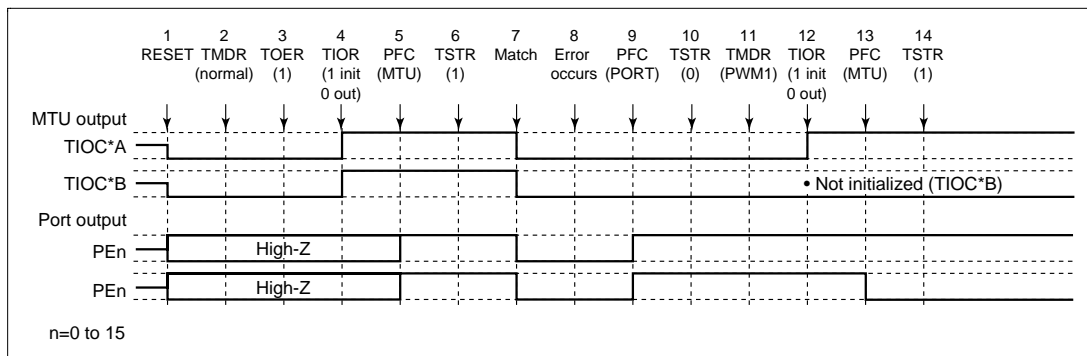 1 2 3 4 5 6 7 8 9 10 11 12 13 14
RESET TMDR TOER TIOR PFC TSTR Match Error PFC TSTR TMDR TIOR PFC TSTR
(normal) (1) (1 init (MTU) (1) occurs (PORT) (0) (PWM1) (1 init (MTU) (1)
0 out) 0 out)
MTU output
TIOC*A
TIOC*B
• Not initialized (TIOC*B)
Port output
PEn
High-Z
PEn
High-Z
n=0 to 15